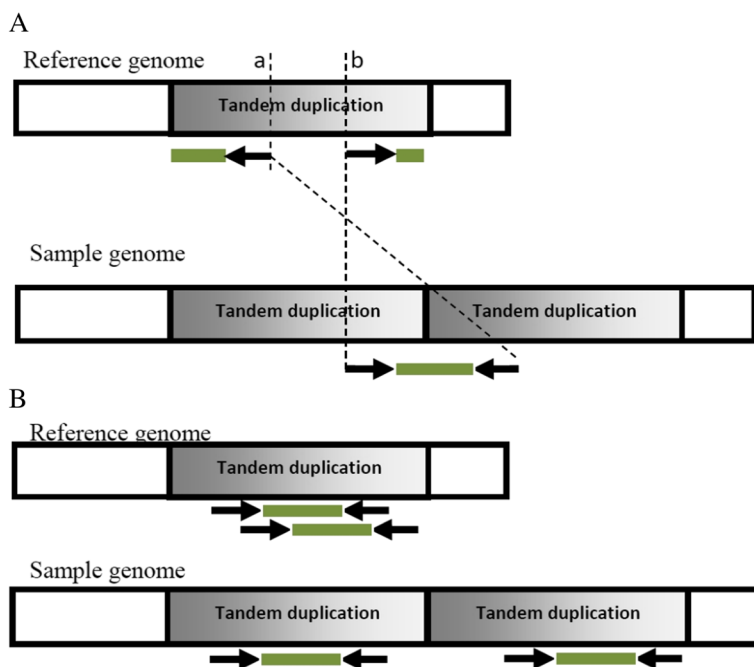 A
Reference genome a b
Tandem duplication
Sample genome
Tandem duplication Tandem duplication
B
Reference genome
Tandem duplication
Sample genome
Tandem duplication Tandem duplication